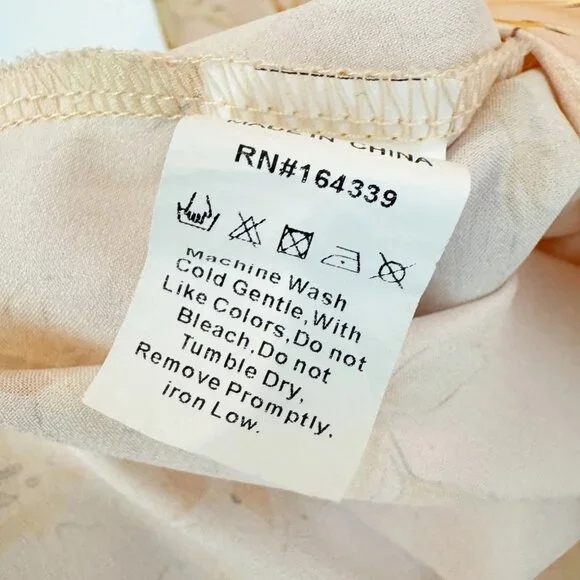 MADE IN CHINA
RN#164339
Machine Wash
Cold Gentle,With
Like Colors,Do not
Bleach,Do not
Tumble Dry,
Remove Promptly,
iron Low.